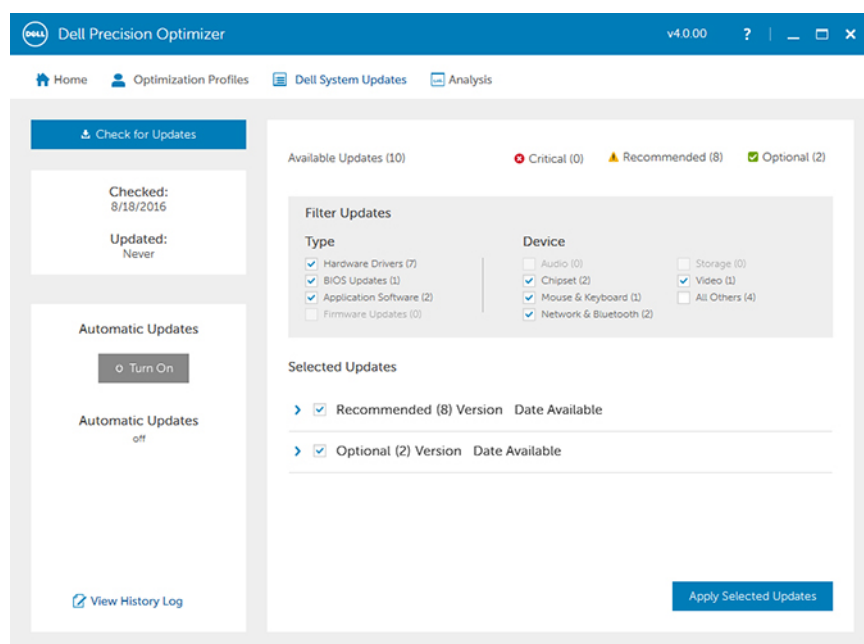 DELL Dell Precision Optimizer v4.0.00 ?
Home Optimization Profiles Dell System Updates Analysis
Check for Updates
Checked:
8/18/2016
Updated:
Never
Automatic Updates
Turn On
Automatic Updates
off
View History Log
Available Updates (10) Critical (0) Recommended (8) Optional (2)
Filter Updates
Type Device
Hardware Drivers (7) Audio (0) Storage (0)
BIOS Updates (1) Chipset (2) Video (1)
Application Software (2) Mouse & Keyboard (1) All Others (4)
Firmware Updates (0) Network & Bluetooth (2)
Selected Updates
Recommended (8) Version Date Available
Optional (2) Version Date Available
Apply Selected Updates